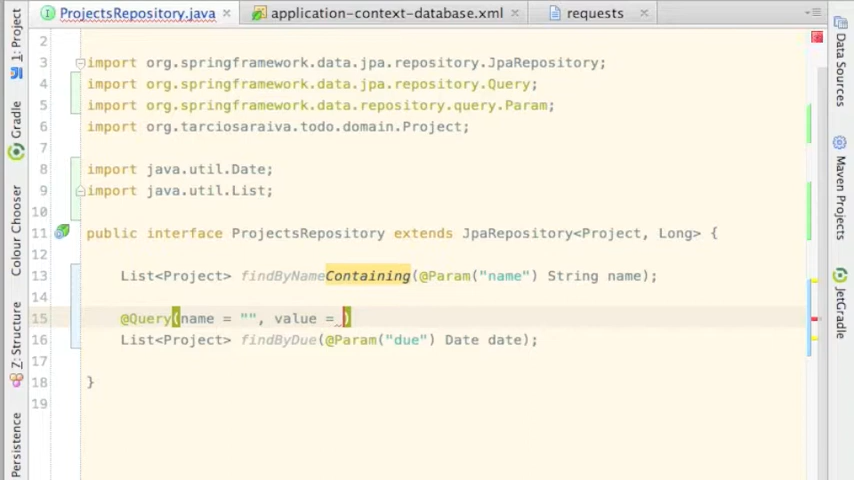 ProjectsRepository.java
application-context-database.xml
requests
1: Project
Gradle
Colour Chooser
Z: Structure
Persistence
2
3 import org.springframework.data.jpa.repository.JpaRepository;
4 import org.springframework.data.jpa.repository.Query;
5 import org.springframework.data.repository.query.Param;
6 import org.tarciosaraiva.todo.domain.Project;
7
8 import java.util.Date;
9 import java.util.List;
10
11 public interface ProjectsRepository extends JpaRepository<Project, Long> {
12
13 List<Project> findByNameContaining(@Param("name") String name);
14
15 @Query(name = "", value = )
16 List<Project> findByDue(@Param("due") Date date);
17
18 }
19
Data Sources
Maven Projects
JetGradle